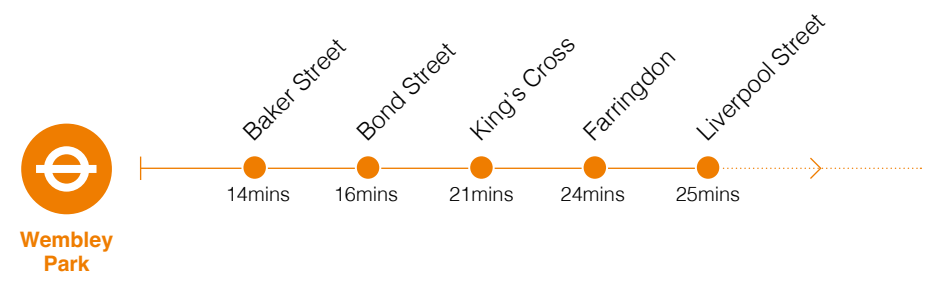 Baker Street
Bond Street
King's Cross
Farringdon
Liverpool Street
14mins
16mins
21mins
24mins
25mins
Wembley
Park